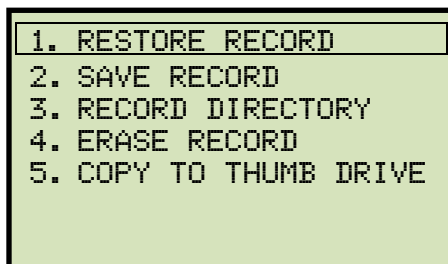 1. RESTORE RECORD
2. SAVE RECORD
3. RECORD DIRECTORY
4. ERASE RECORD
5. COPY TO THUMB DRIVE